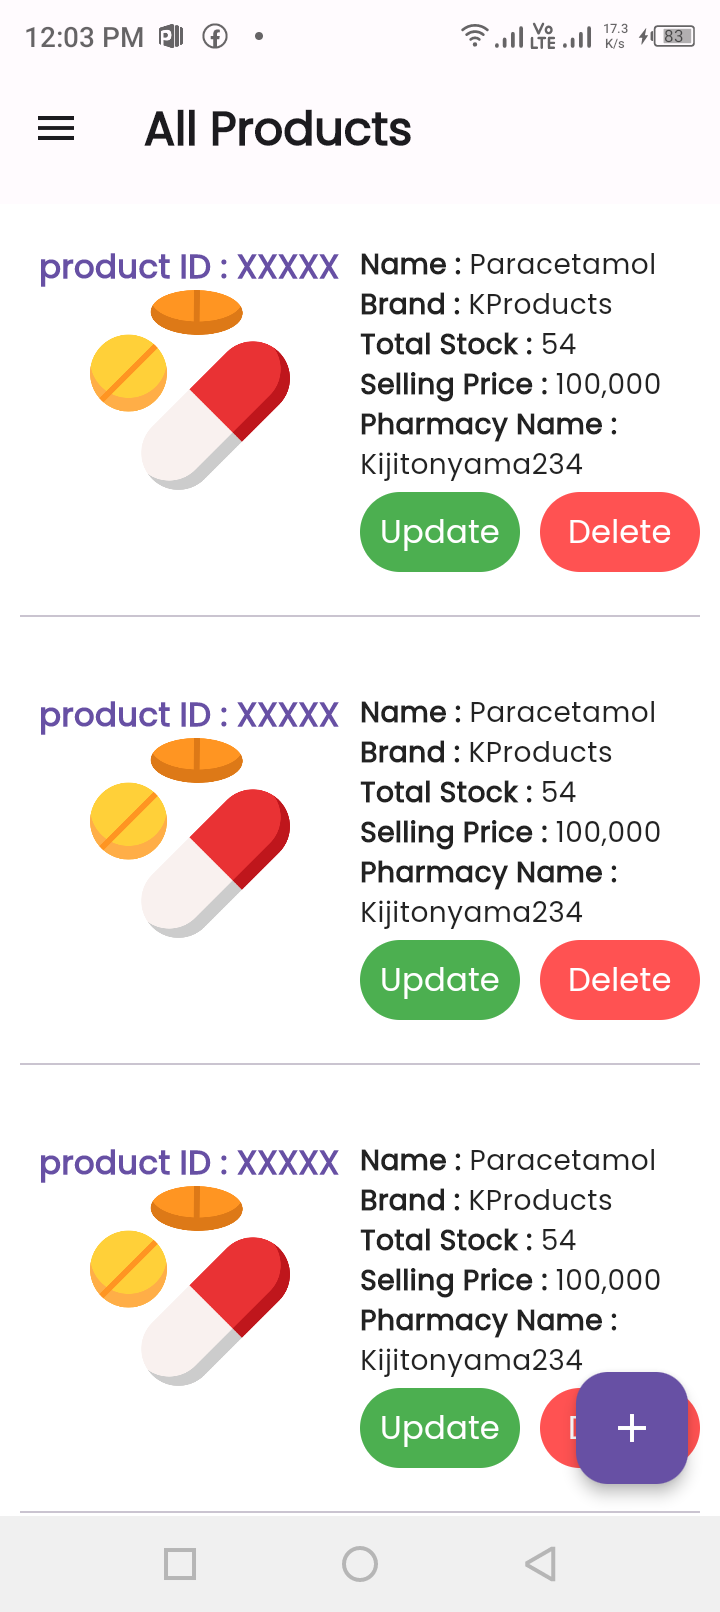 12:03 PM
Vo LTE
17.3 K/s
83
All Products
product ID : XXXXX
Name : Paracetamol
Brand : KProducts
Total Stock : 54
Selling Price : 100,000
Pharmacy Name :
Kijitonyama234
Update
Delete
product ID : XXXXX
Name : Paracetamol
Brand : KProducts
Total Stock : 54
Selling Price : 100,000
Pharmacy Name :
Kijitonyama234
Update
Delete
product ID : XXXXX
Name : Paracetamol
Brand : KProducts
Total Stock : 54
Selling Price : 100,000
Pharmacy Name :
Kijitonyama234
Update
+